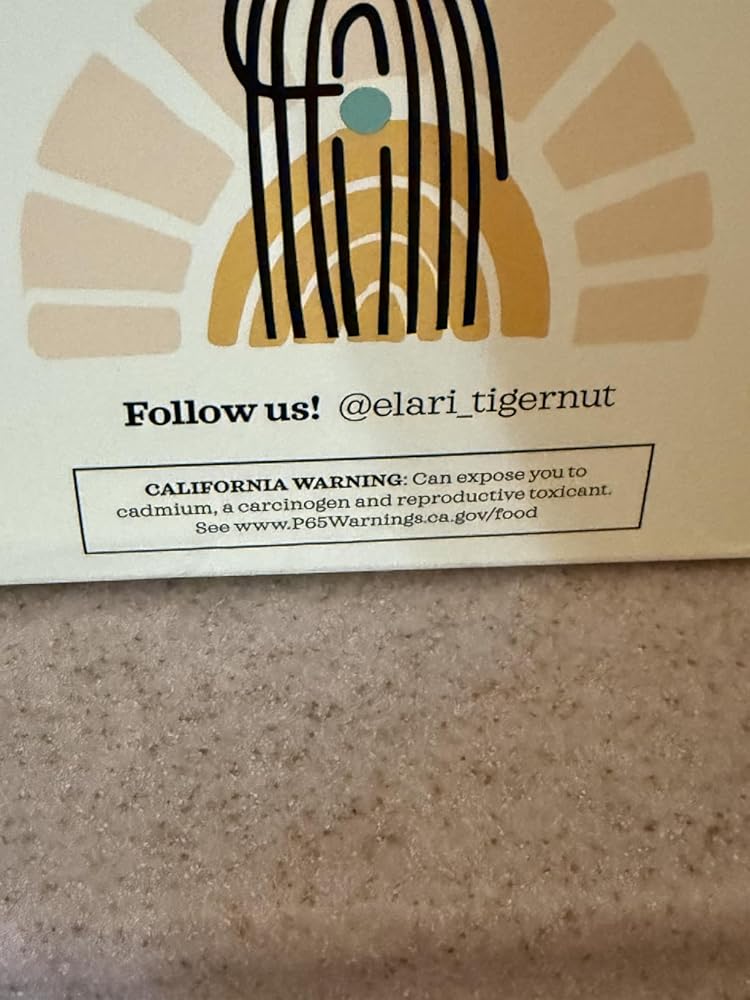 Follow us! @elari_tigernut
CALIFORNIA WARNING: Can expose you to
cadmium, a carcinogen and reproductive toxicant.
See www.P65Warnings.ca.gov/food